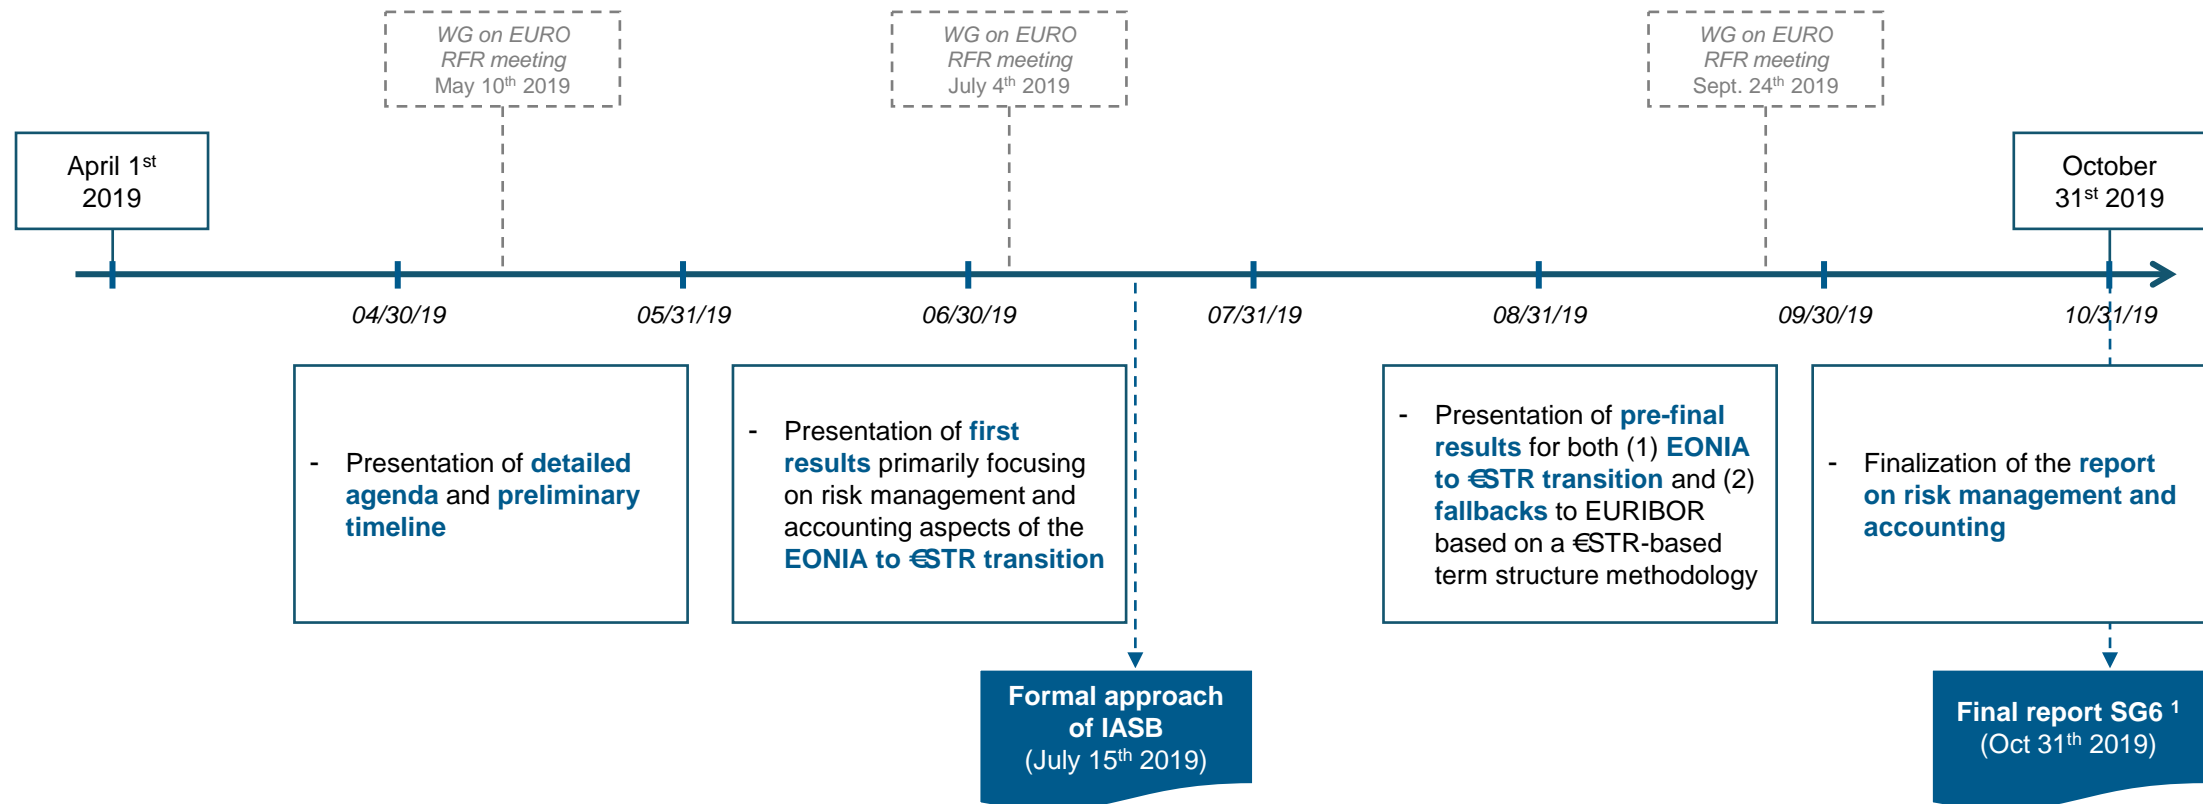 WG on EURO
RFR meeting
May 10th 2019
WG on EURO
RFR meeting
July 4th 2019
WG on EURO
RFR meeting
Sept. 24th 2019
April 1st
2019
October
31st 2019
04/30/19
05/31/19
06/30/19
07/31/19
08/31/19
09/30/19
10/31/19
- Presentation of detailed
agenda and preliminary
timeline
- Presentation of first
results primarily focusing
on risk management and
accounting aspects of the
EONIA to €STR transition
- Presentation of pre-final
results for both (1) EONIA
to €STR transition and (2)
fallbacks to EURIBOR
based on a €STR-based
term structure methodology
- Finalization of the report
on risk management and
accounting
Formal approach
of IASB
(July 15th 2019)
Final report SG6 1
(Oct 31th 2019)